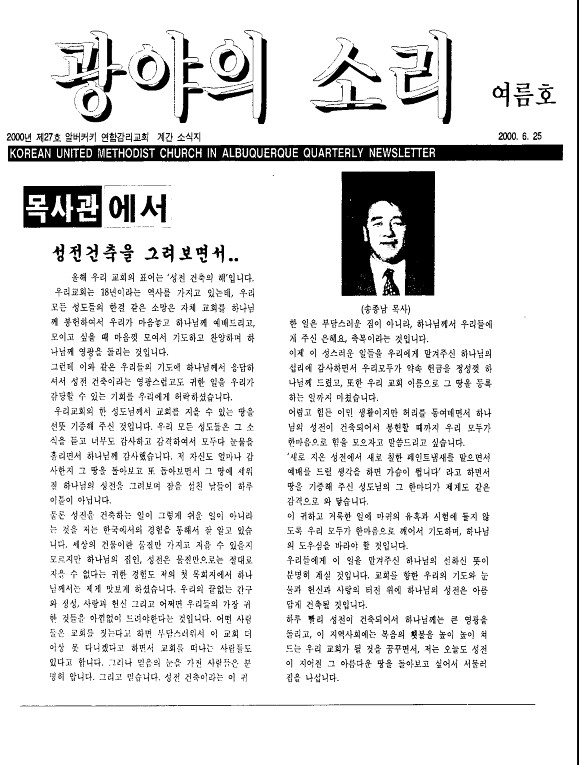 광야의 소리
여름호
2000년 제27호 알버커키 연합감리교회 계간 소식지
2000. 6. 25
KOREAN UNITED METHODIST CHURCH IN ALBUQUERQUE QUARTERLY NEWSLETTER
목사관에서
성전건축을 그려보면서..
올해 우리 교회의 표어는 '성전 건축의 해'입니다.
우리교회는 18년이라는 역사를 가지고 있는데, 우리
모든 성도들의 한결 같은 소망은 자체 교회를 하나님
께 봉헌하여서 우리가 마음놓고 하나님께 예배드리고,
모이고 싶을 때 마음껏 모여서 기도하고 찬양하며 하
나님께 영광을 돌리는 것입니다.
그런데 이와 같은 우리들의 기도에 하나님께서 응답하
셔서 성전 건축이라는 영광스럽고도 귀한 일을 우리가
감당할 수 있는 기회를 우리에게 허락하셨습니다.
우리교회의 한 성도님께서 교회를 지을 수 있는 땅을
선뜻 기증해 주신 것입니다. 우리 모든 성도들은 그 소
식을 듣고 너무도 감사하고 감격하여서 모두다 눈물을
흘리면서 하나님께 감사했습니다. 저 자신도 얼마나 감
사한지 그 땅을 돌아보고 또 돌아보면서 그 땅에 세워
질 하나님의 성전을 그려보며 잠을 설친 날들이 하루
이틀이 아닙니다.
물론 성전을 건축하는 일이 그렇게 쉬운 일이 아니라
는 것을 저는 한국에서의 경험을 통해서 잘 알고 있습
니다. 세상의 건물이란 물질만 가지고 지을 수 있을지
모르지만 하나님의 집인, 성전은 물질만으로는 절대로
지을 수 없다는 귀한 경험도 저의 첫 목회지에서 하나
님께서는 제게 맛보게 하셨습니다. 우리의 끝없는 간구
와 정성, 사랑과 헌신 그리고 어쩌면 우리들의 가장 귀
한 것들을 아낌없이 드려야한다는 것입니다. 어떤 사람
들은 교회를 짓는다고 하면 부담스러워서 이 교회 더
이상 못 다니겠다고 하면서 교회를 떠나는 사람들도
있다고 합니다. 그러나 믿음의 눈을 가진 사람들은 분
명히 압니다. 그리고 믿습니다. 성전 건축이라는 이 귀
(송종남 목사)
한 일은 부담스러운 짐이 아니라, 하나님께서 우리들에
게 주신 은혜요, 축복이라는 것입니다.
이제 이 성스러운 일들을 우리에게 맡겨주신 하나님의
섭리에 감사하면서 우리모두가 약속 헌금을 정성껏 하
나님께 드렸고, 또한 우리 교회 이름으로 그 땅을 등록
하는 일까지 마쳤습니다.
어렵고 힘든 이민 생활이지만 허리를 동여매면서 하나
님의 성전이 건축되어서 봉헌할 때까지 우리 모두가
한마음으로 힘을 모으자고 말씀드리고 싶습니다.
'새로 지은 성전에서 새로 칠한 페인트냄새를 맡으면서
예배를 드릴 생각을 하면 가슴이 뜁니다' 라고 하면서
땅을 기증해 주신 성도님의 그 한마디가 제게도 같은
감격으로 와 닿습니다.
이 귀하고 거룩한 일에 마귀의 유혹과 시험에 들지 않
도록 우리 모두가 한마음으로 깨어서 기도하며, 하나님
의 도우심을 바라야 할 것입니다.
우리들에게 이 일을 맡겨주신 하나님의 선하신 뜻이
분명히 계실 것입니다. 교회를 향한 우리의 기도와 눈
물과 헌신과 사랑의 터전 위에 하나님의 성전은 아름
답게 건축될 것입니다.
하루 빨리 성전이 건축되어서 하나님께는 큰 영광을
돌리고, 이 지역사회에는 복음의 횃불을 높이 높이 쳐
드는 우리 교회가 될 것을 꿈꾸면서, 저는 오늘도 성전
이 지어질 그 아름다운 땅을 돌아보고 싶어서 서둘러
집을 나섭니다.